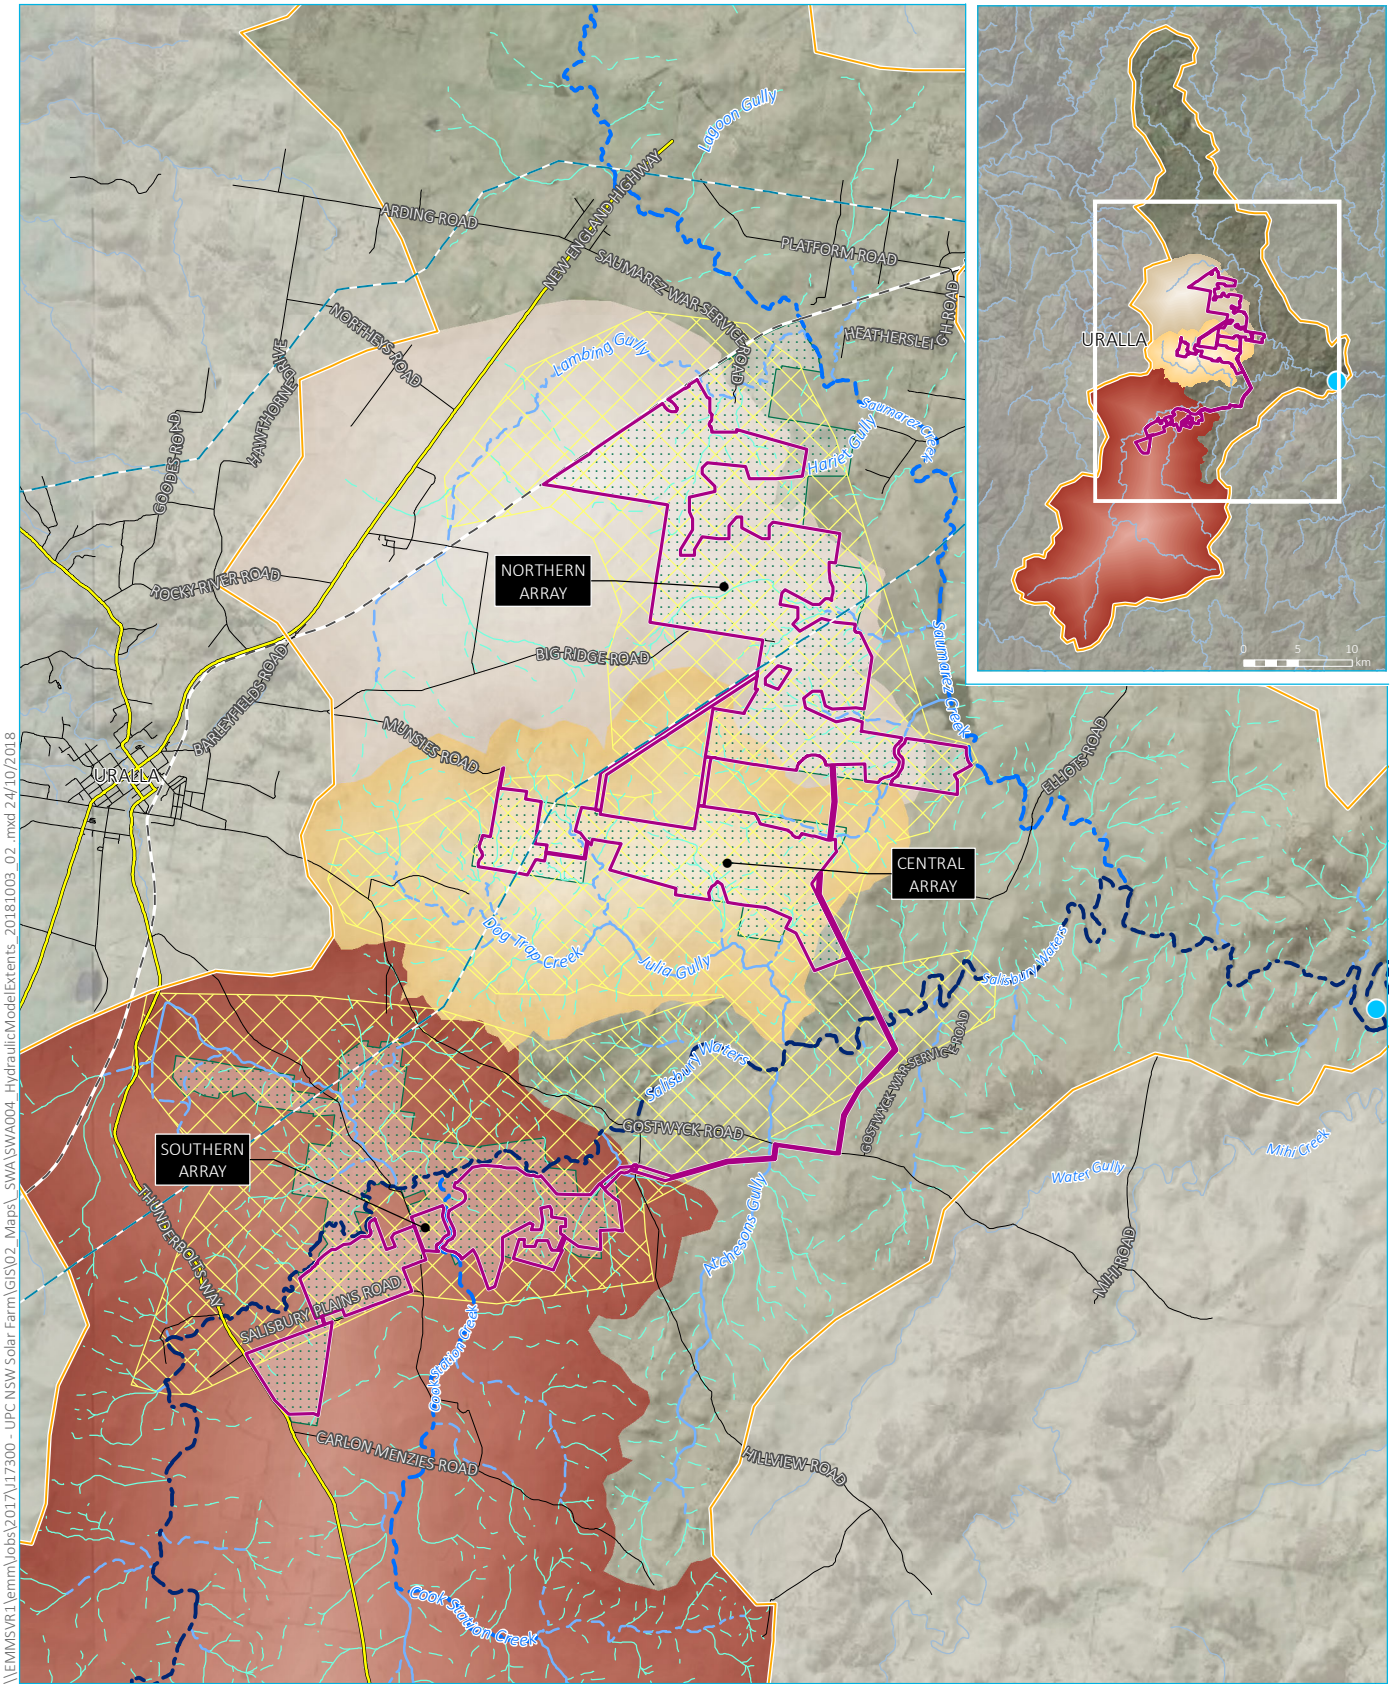 Lagoon Gully
ARDING ROAD
NEW ENGLAND HIGHWAY
PLATFORM ROAD
SAUMAREZ WAR SERVICE ROAD
HEATHERSLEIGH ROAD
NORTHEYS ROAD
Lambing Gully
HAWTHORNE DRIVE
GOODES ROAD
Saumarez Creek
Hariet Gully
URALLA
0 5 10
km
NORTHERN
ARRAY
ROCKY RIVER ROAD
BIG RIDGE ROAD
BARLEYFIELDS ROAD
Saumarez Creek
MUNSIES ROAD
ELLIOTS ROAD
URALLA
CENTRAL
ARRAY
Dog Trap Creek
Julia Gully
Salisbury Waters
Salisbury Waters
GOSTWYCK WAR SERVICE ROAD
GOSTWYCK ROAD
SOUTHERN
ARRAY
Mihi Creek
Water Gully
THUNDERBOLTS WAY
Atchesons Gully
MIHI ROAD
SALISBURY PLAINS ROAD
Cook Station Creek
CARLON MENZIES ROAD
HILLVIEW ROAD
Cook Station Creek
\\EMMSVR1\emm\Jobs\2017\J17300 - UPC NSW Solar Farm\GIS\02_Maps\_SWA\SWA004_HydraulicModelExtents_20181003_02.mxd 24/10/2018